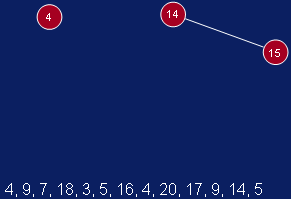 4 14
15
4, 9, 7, 18, 3, 5, 16, 4, 20, 17, 9, 14, 5